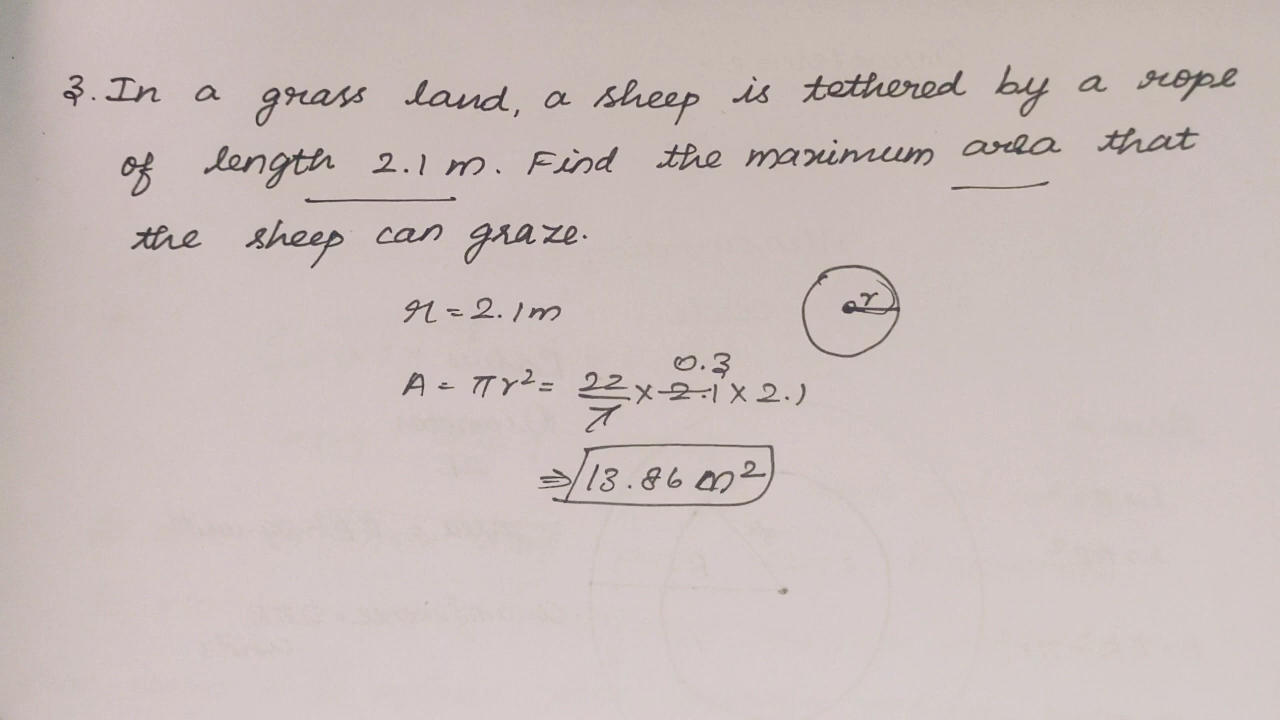 3. In a grass land, a sheep is tethered by a rope
of length 2.1 m. Find the maximum area that
the sheep can graze.
r = 2.1m
r
0.3
A = πr² = 22/7 × 2.1 × 2.1
⇒ 13.86 m²